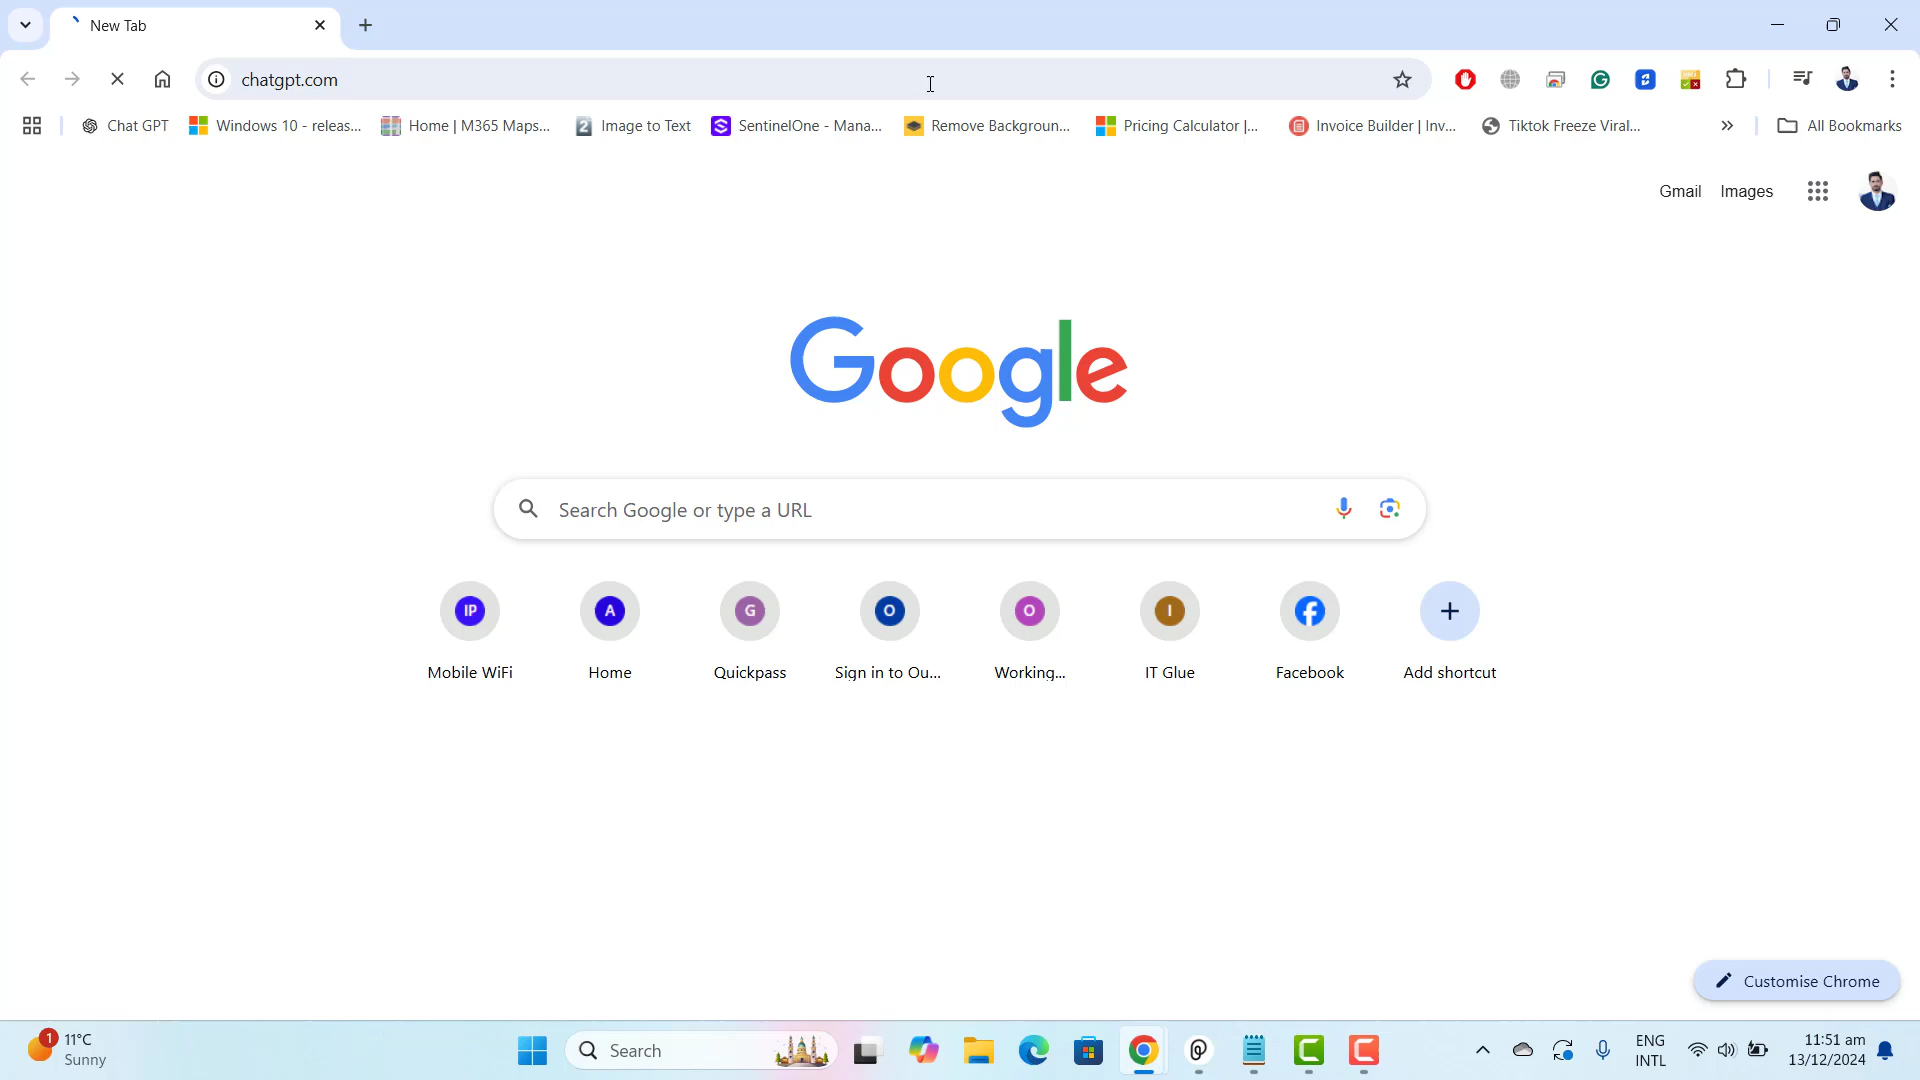 New Tab
chatgpt.com
Chat GPT
Windows 10 - releas...
Home | M365 Maps...
Image to Text
SentinelOne - Mana...
Remove Backgroun...
Pricing Calculator |...
Invoice Builder | Inv...
Tiktok Freeze Viral...
All Bookmarks
Gmail Images
Google
Search Google or type a URL
IP A G O O I
Mobile WiFi
Home
Quickpass
Sign in to Ou...
Working...
IT Glue
Facebook
Add shortcut
Customise Chrome
1
11°C
Sunny
Search
ENG
INTL
11:51 am
13/12/2024